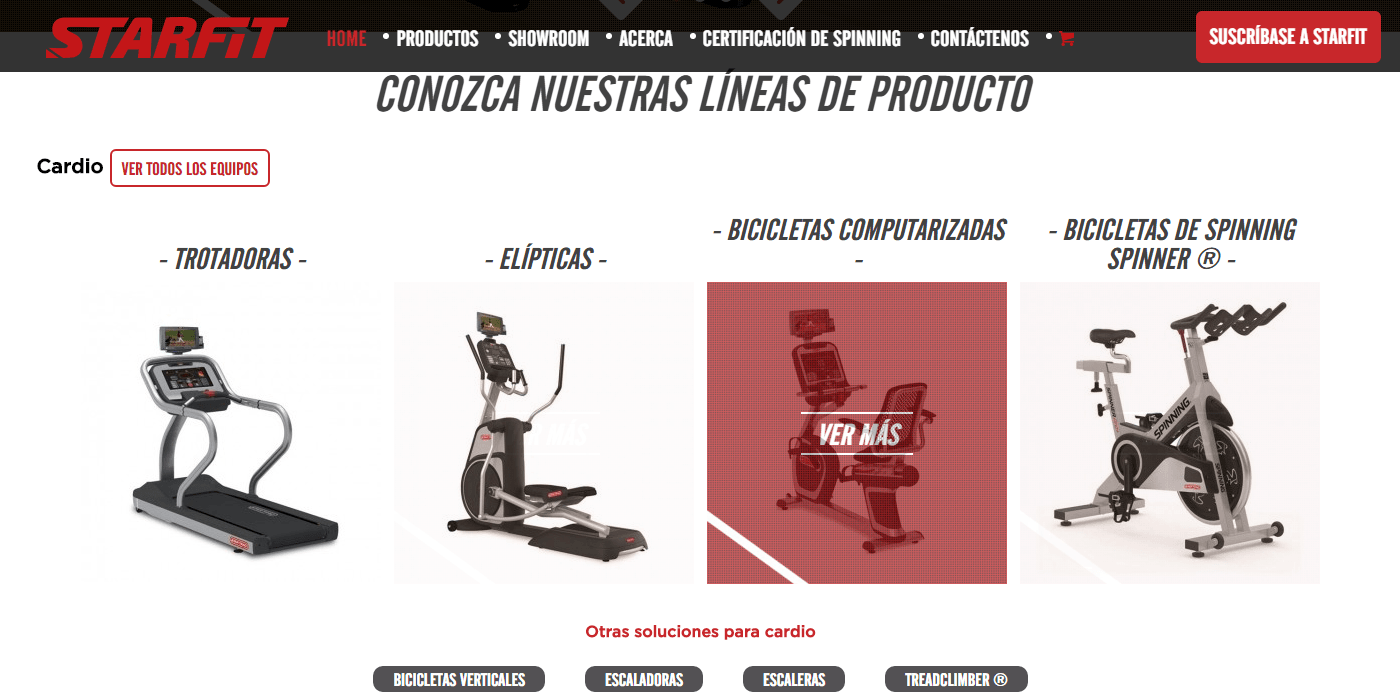 STARFIT
HOME
PRODUCTOS
SHOWROOM
ACERCA
CERTIFICACIÓN DE SPINNING
CONTÁCTENOS
SUSCRÍBASE A STARFIT
CONOZCA NUESTRAS LÍNEAS DE PRODUCTO
Cardio
VER TODOS LOS EQUIPOS
- TROTADORAS -
- ELÍPTICAS -
- BICICLETAS COMPUTARIZADAS
-
- BICICLETAS DE SPINNING
SPINNER ® -
VER MÁS
SPINNING
Otras soluciones para cardio
BICICLETAS VERTICALES
ESCALADORAS
ESCALERAS
TREADCLIMBER ®